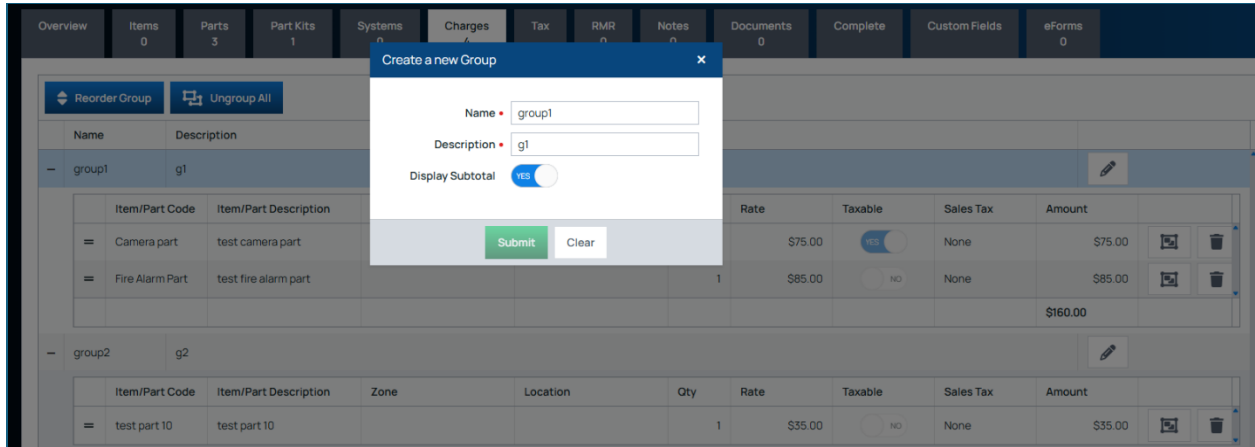 Overview Items Parts Part Kits Systems Charges Tax RMR Notes Documents Complete Custom Fields eForms
0 3 1 0 4 0 0 0 0
Create a new Group ×
Reorder Group Ungroup All
Name • group1
Description • g1
Display Subtotal YES
Submit Clear
Name Description
group1 g1
Item/Part Code Item/Part Description Rate Taxable Sales Tax Amount
Camera part test camera part $75.00 YES None $75.00
Fire Alarm Part test fire alarm part 1 $85.00 NO None $85.00
$160.00
group2 g2
Item/Part Code Item/Part Description Zone Location Qty Rate Taxable Sales Tax Amount
test part 10 test part 10 1 $35.00 NO None $35.00